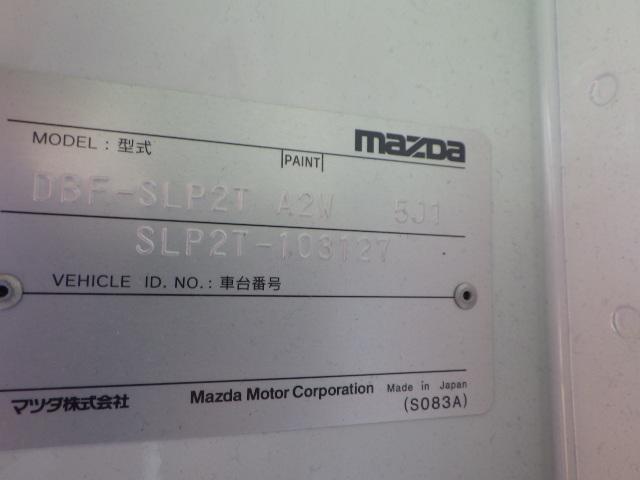 mazda
MODEL : 型式
PAINT
DBF-SLP2T A2W 5J1
SLP2T-103127
VEHICLE ID. NO. : 車台番号
マツダ株式会社 Mazda Motor Corporation Made in Japan
(S083A)